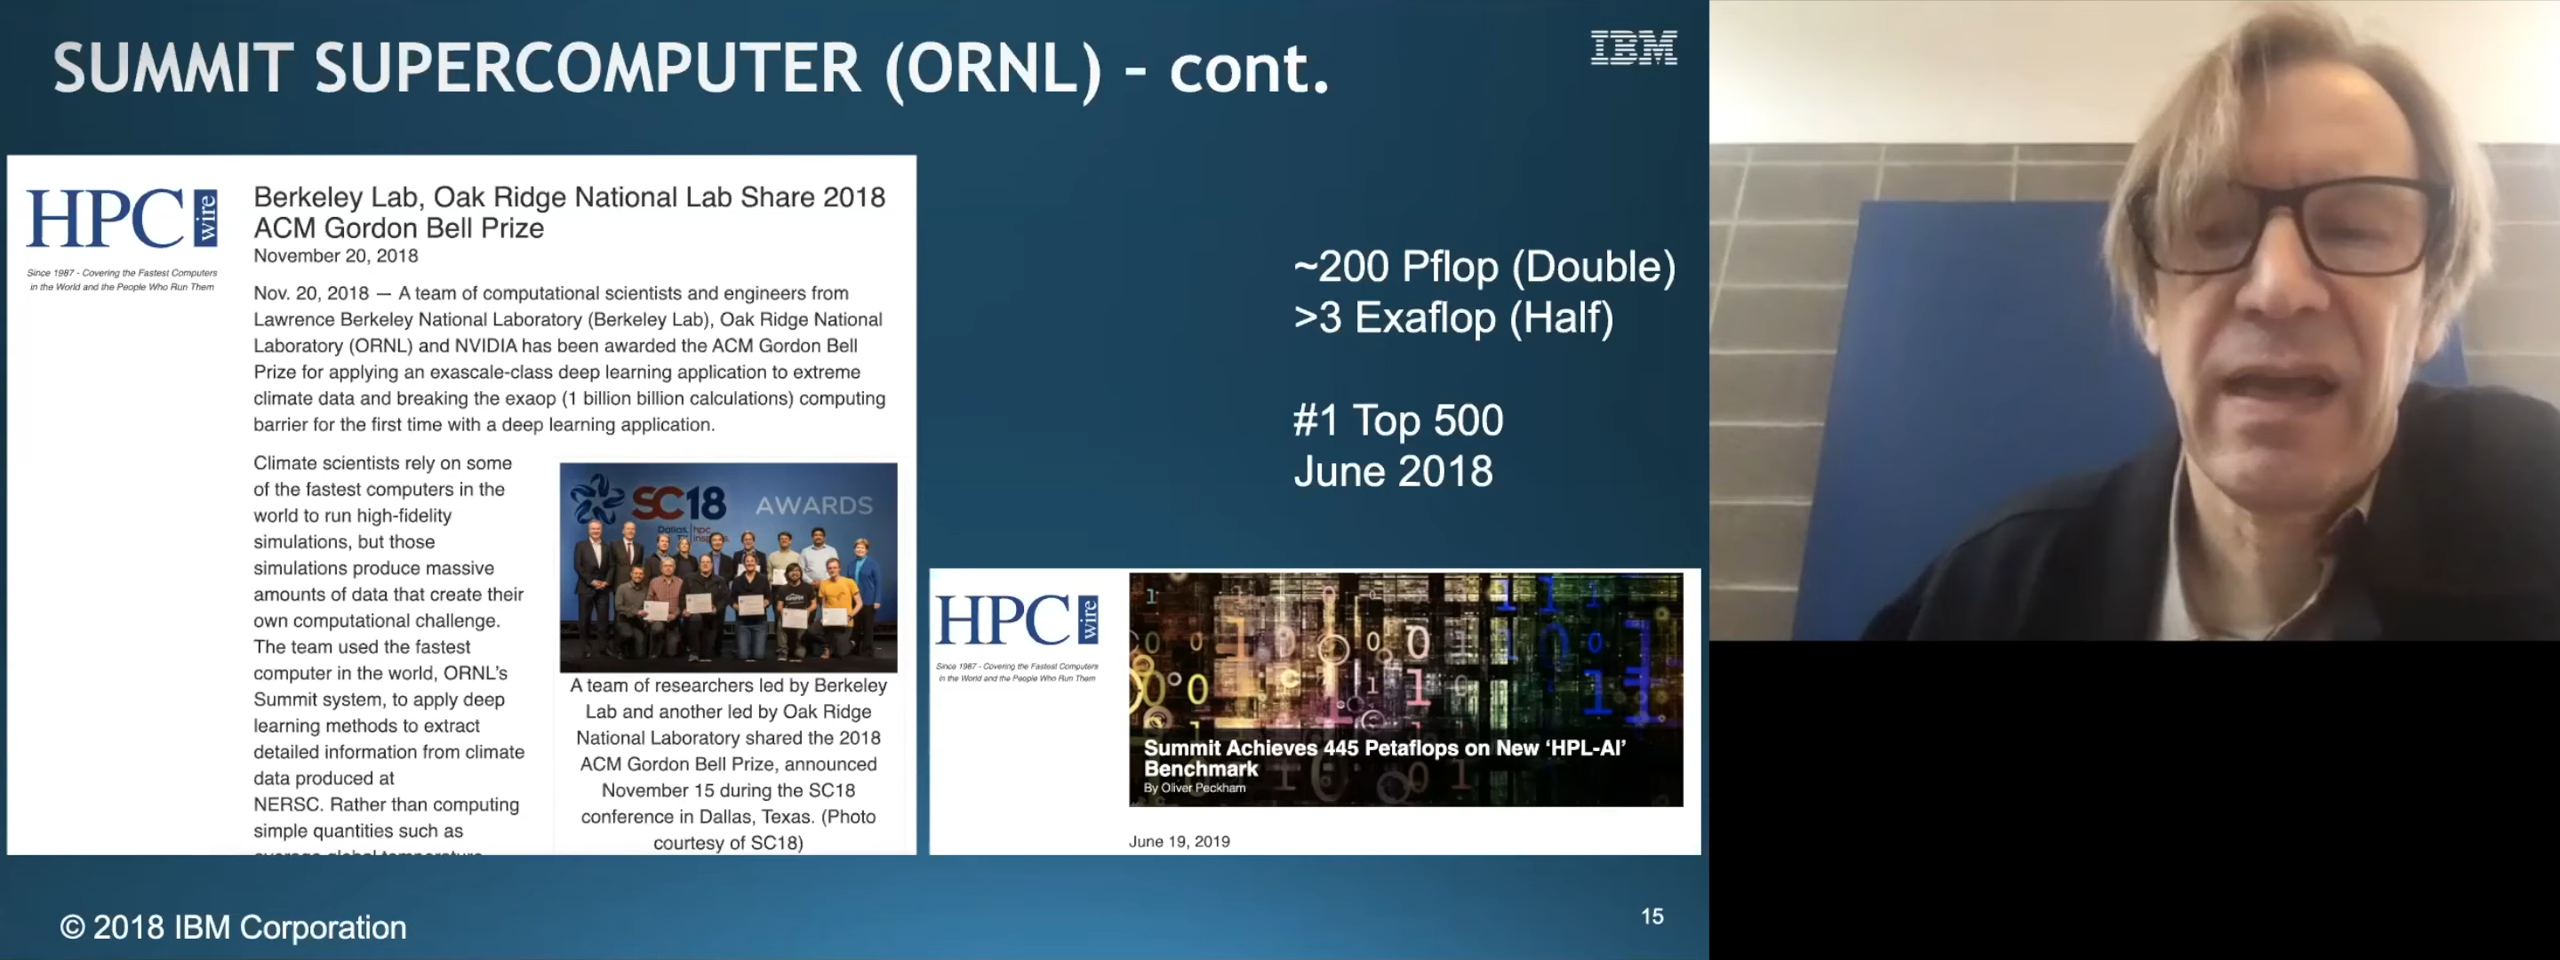 SUMMIT SUPERCOMPUTER (ORNL) - cont.
IBM
HPC wire
Since 1987 - Covering the Fastest Computers
in the World and the People Who Run Them
Berkeley Lab, Oak Ridge National Lab Share 2018
ACM Gordon Bell Prize
November 20, 2018
Nov. 20, 2018 — A team of computational scientists and engineers from
Lawrence Berkeley National Laboratory (Berkeley Lab), Oak Ridge National
Laboratory (ORNL) and NVIDIA has been awarded the ACM Gordon Bell
Prize for applying an exascale-class deep learning application to extreme
climate data and breaking the exaop (1 billion billion calculations) computing
barrier for the first time with a deep learning application.
Climate scientists rely on some
of the fastest computers in the
world to run high-fidelity
simulations, but those
simulations produce massive
amounts of data that create their
own computational challenge.
The team used the fastest
computer in the world, ORNL's
Summit system, to apply deep
learning methods to extract
detailed information from climate
data produced at
NERSC. Rather than computing
simple quantities such as
average global temperature
SC18 AWARDS
Dallas, hpc
TX
A team of researchers led by Berkeley
Lab and another led by Oak Ridge
National Laboratory shared the 2018
ACM Gordon Bell Prize, announced
November 15 during the SC18
conference in Dallas, Texas. (Photo
courtesy of SC18)
~200 Pflop (Double)
>3 Exaflop (Half)
#1 Top 500
June 2018
HPC wire
Since 1987 - Covering the Fastest Computers
in the World and the People Who Run Them
Summit Achieves 445 Petaflops on New ‘HPL-AI’
Benchmark
By Oliver Peckham
June 19, 2019
© 2018 IBM Corporation
15